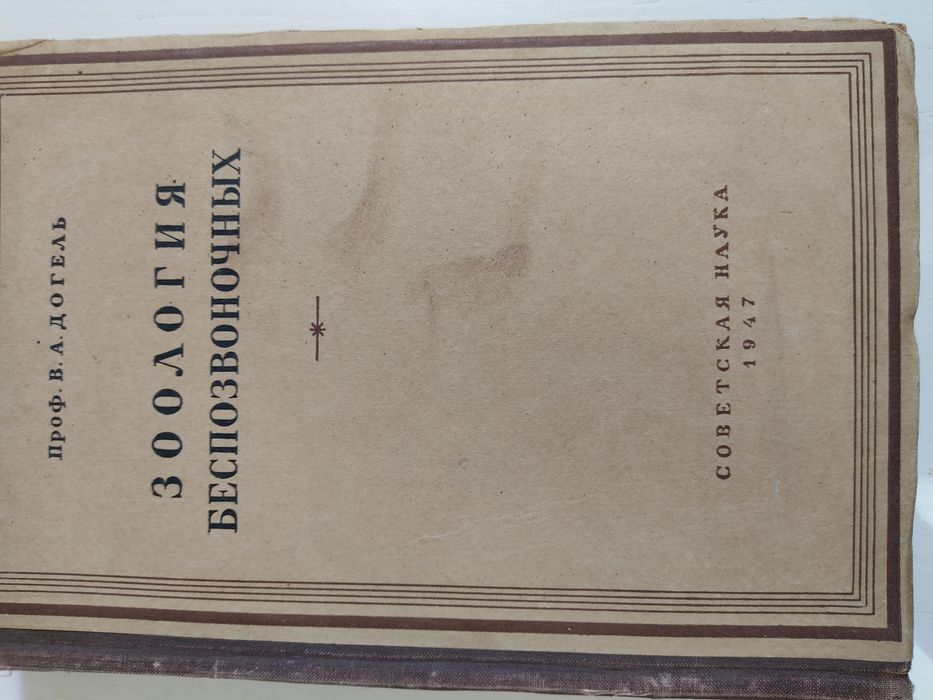 Проф. В. А. ДОГЕЛЬ
ЗООЛОГИЯ
БЕСПОЗВОНОЧНЫХ
СОВЕТСКАЯ НАУКА
1947